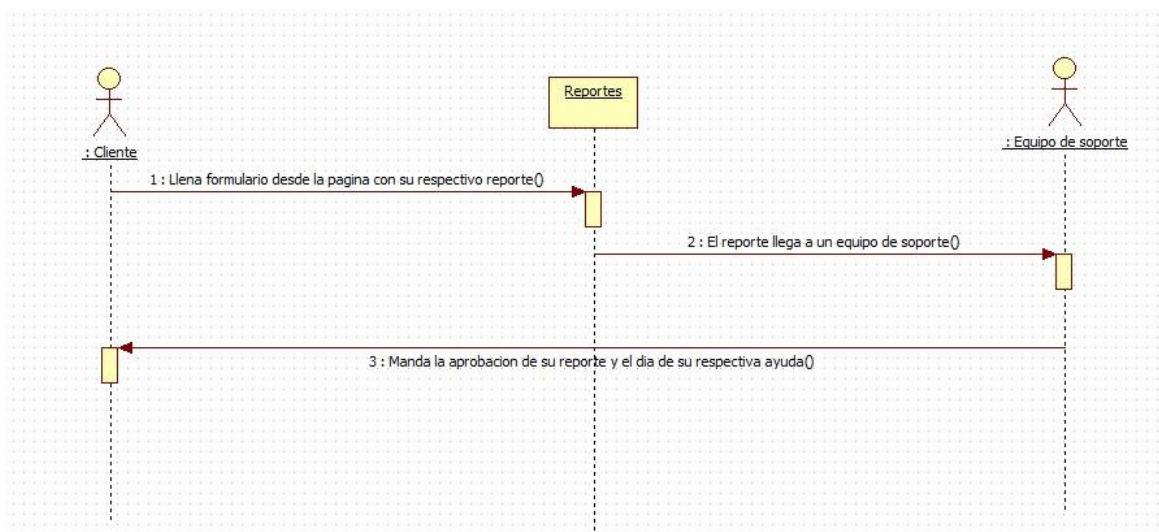 Reportes
: Cliente
: Equipo de soporte
1 : Llena formulario desde la pagina con su respectivo reporte()
2 : El reporte llega a un equipo de soporte()
3 : Manda la aprobacion de su reporte y el dia de su respectiva ayuda()